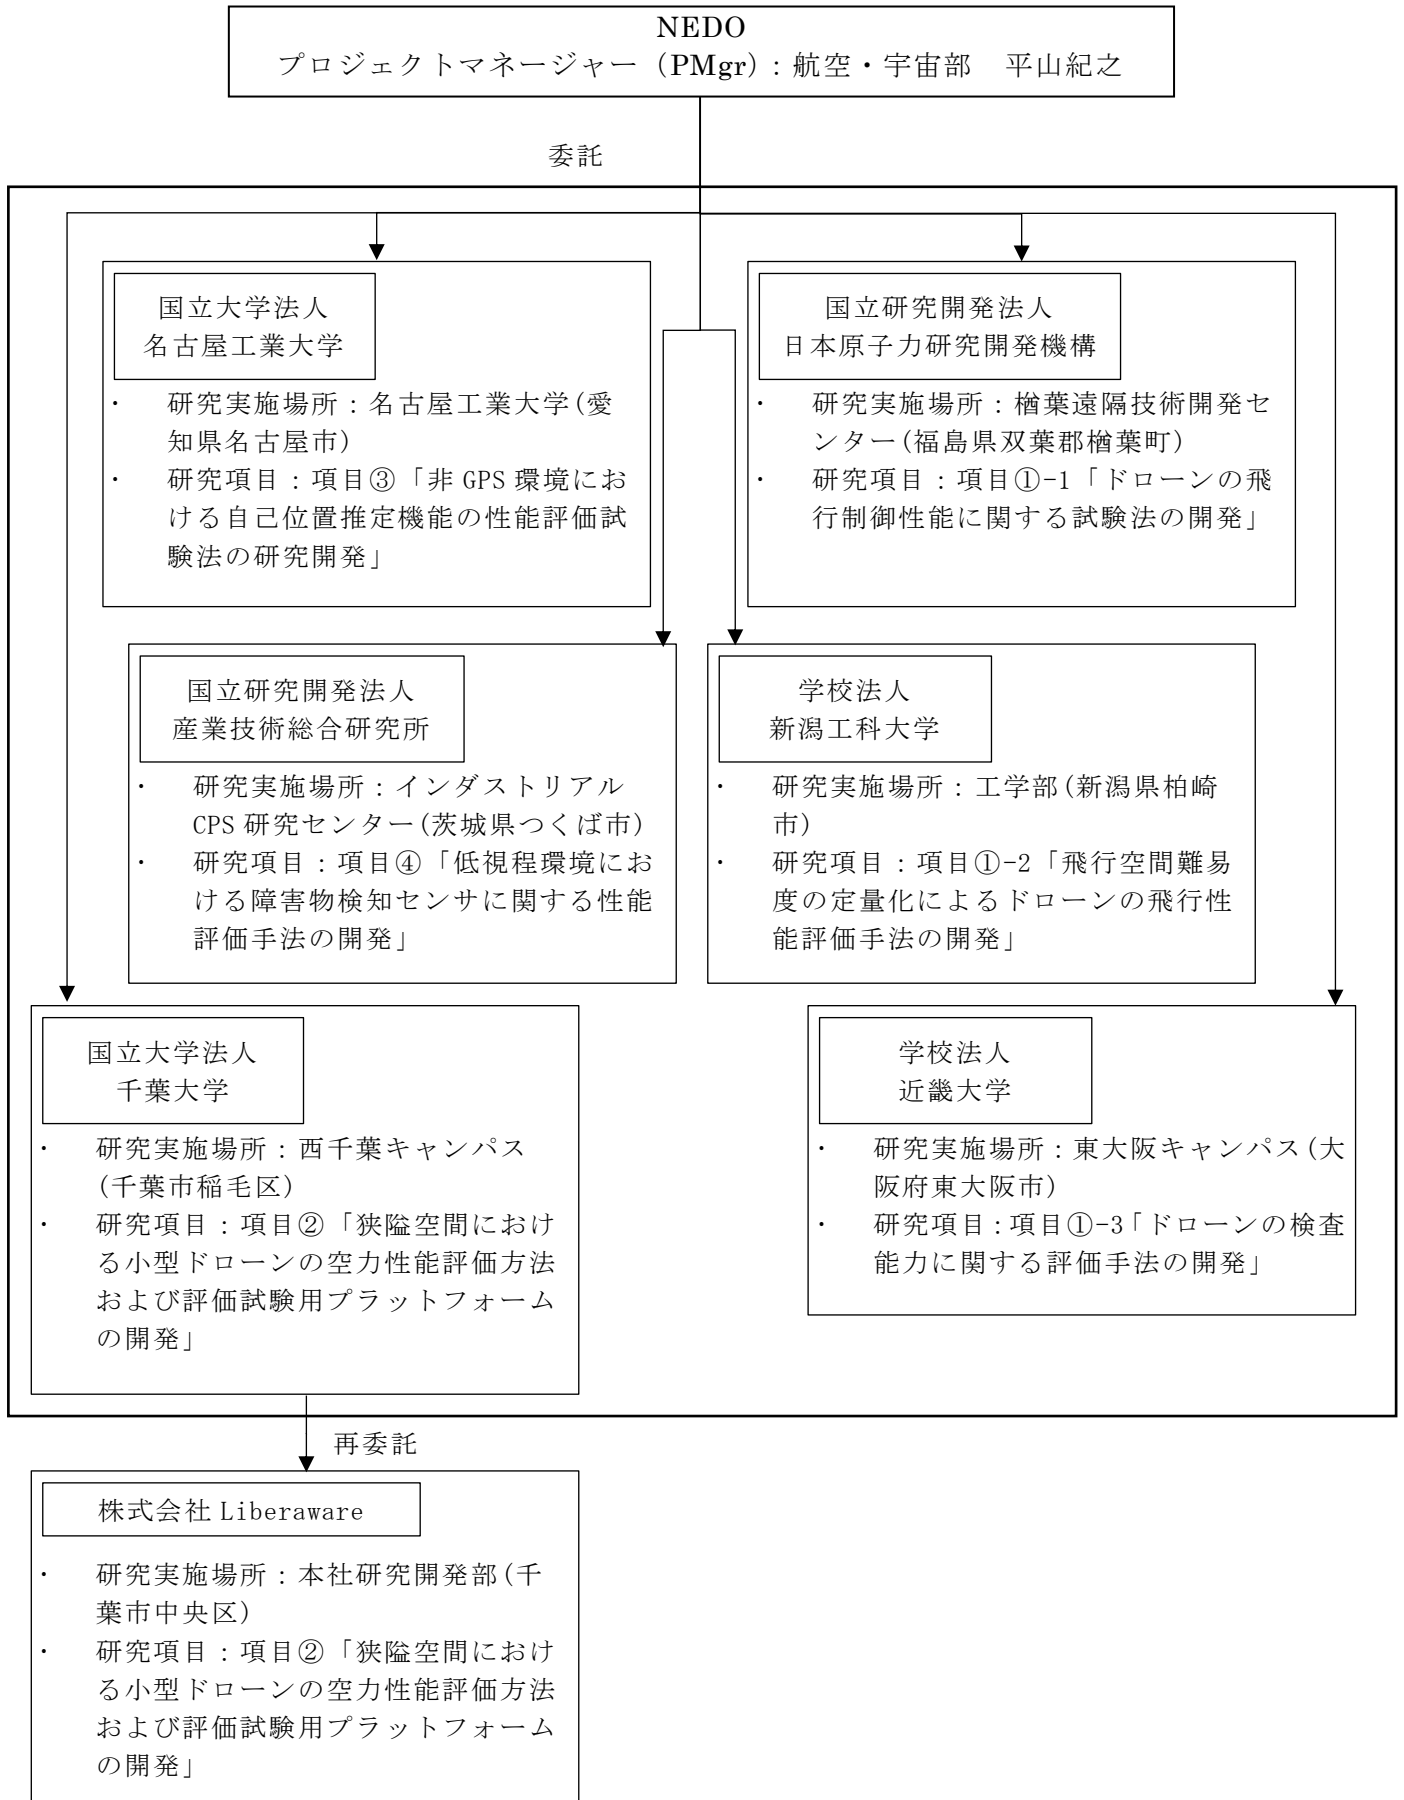 NEDO
プロジェクトマネージャー（PMgr）：航空・宇宙部　平山紀之
委託
国立大学法人
名古屋工業大学
・ 研究実施場所：名古屋工業大学(愛
知県名古屋市)
・ 研究項目：項目③「非 GPS 環境にお
ける自己位置推定機能の性能評価試
験法の研究開発」
国立研究開発法人
日本原子力研究開発機構
・ 研究実施場所：楢葉遠隔技術開発セ
ンター(福島県双葉郡楢葉町)
・ 研究項目：項目①-1「ドローンの飛
行制御性能に関する試験法の開発」
国立研究開発法人
産業技術総合研究所
・ 研究実施場所：インダストリアル
CPS 研究センター(茨城県つくば市)
・ 研究項目：項目④「低視程環境にお
ける障害物検知センサに関する性能
評価手法の開発」
学校法人
新潟工科大学
・ 研究実施場所：工学部(新潟県柏崎
市)
・ 研究項目：項目①-2「飛行空間難易
度の定量化によるドローンの飛行性
能評価手法の開発」
国立大学法人
千葉大学
・ 研究実施場所：西千葉キャンパス
(千葉市稲毛区)
・ 研究項目：項目②「狭隘空間におけ
る小型ドローンの空力性能評価方法
および評価試験用プラットフォーム
の開発」
学校法人
近畿大学
・ 研究実施場所：東大阪キャンパス(大
阪府東大阪市)
・ 研究項目：項目①-3「ドローンの検査
能力に関する評価手法の開発」
再委託
株式会社 Liberaware
・ 研究実施場所：本社研究開発部(千
葉市中央区)
・ 研究項目：項目②「狭隘空間におけ
る小型ドローンの空力性能評価方法
および評価試験用プラットフォーム
の開発」